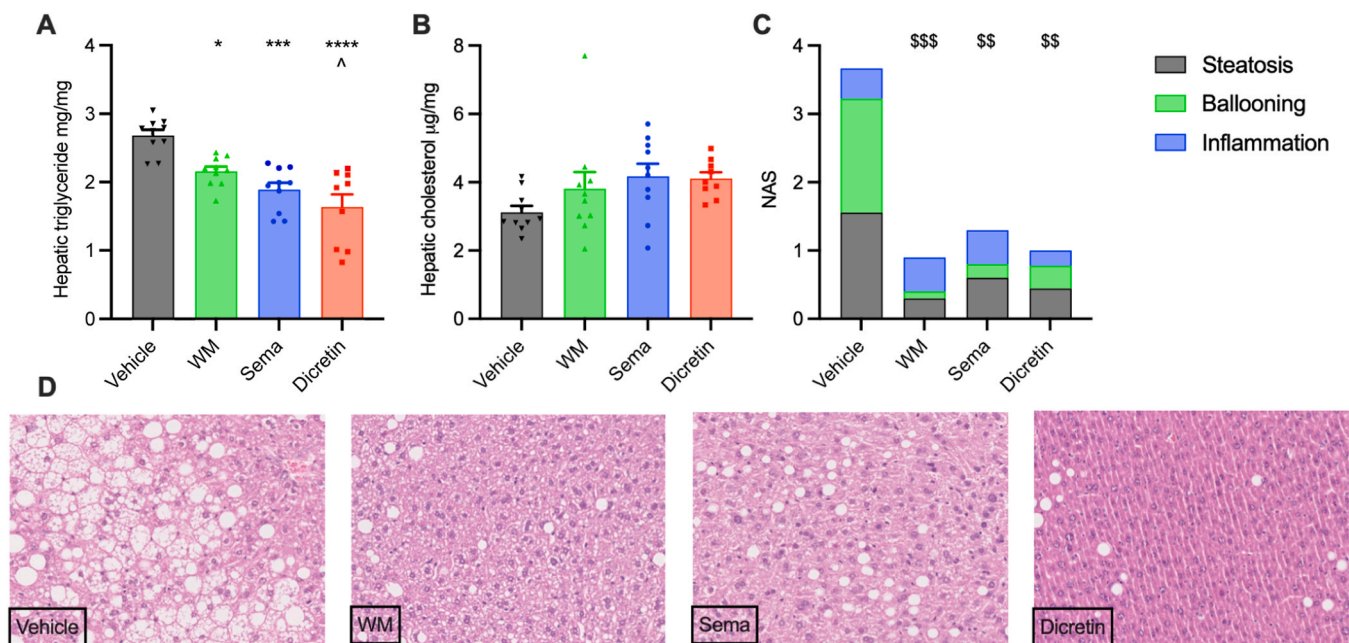 A
Hepatic triglyceride mg/mg
4
3
2
1
0
* *** ****
^
Vehicle WM Sema Dicretin
B
Hepatic cholesterol μg/mg
8
6
4
2
0
Vehicle WM Sema Dicretin
C
NAS
4
3
2
1
0
$$$ $$ $$
Vehicle WM Sema Dicretin
Steatosis
Ballooning
Inflammation
D
Vehicle
WM
Sema
Dicretin